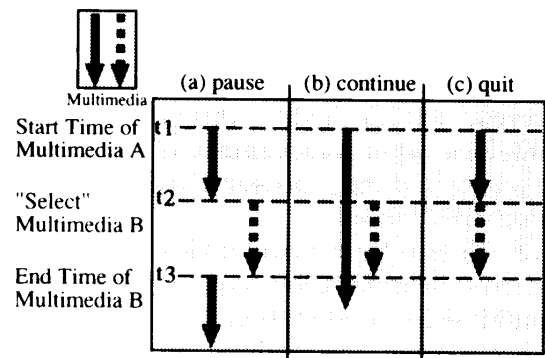 Multimedia
(a) pause
(b) continue
(c) quit
Start Time of
Multimedia A
t1
"Select"
Multimedia B
t2
End Time of
Multimedia B
t3